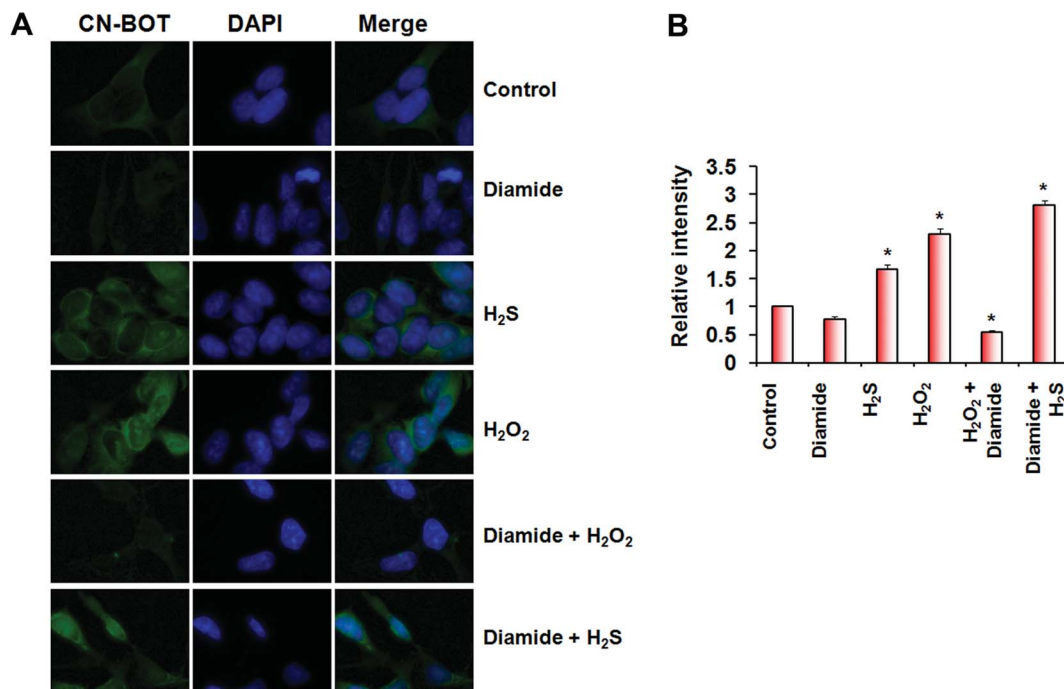 A
CN-BOT DAPI Merge
Control
Diamide
H₂S
H₂O₂
Diamide + H₂O₂
Diamide + H₂S
B
Relative intensity
3.5
3
2.5
2
1.5
1
0.5
0
* * * *
Control
Diamide
H₂S
H₂O₂
H₂O₂ +
Diamide
Diamide +
H₂S